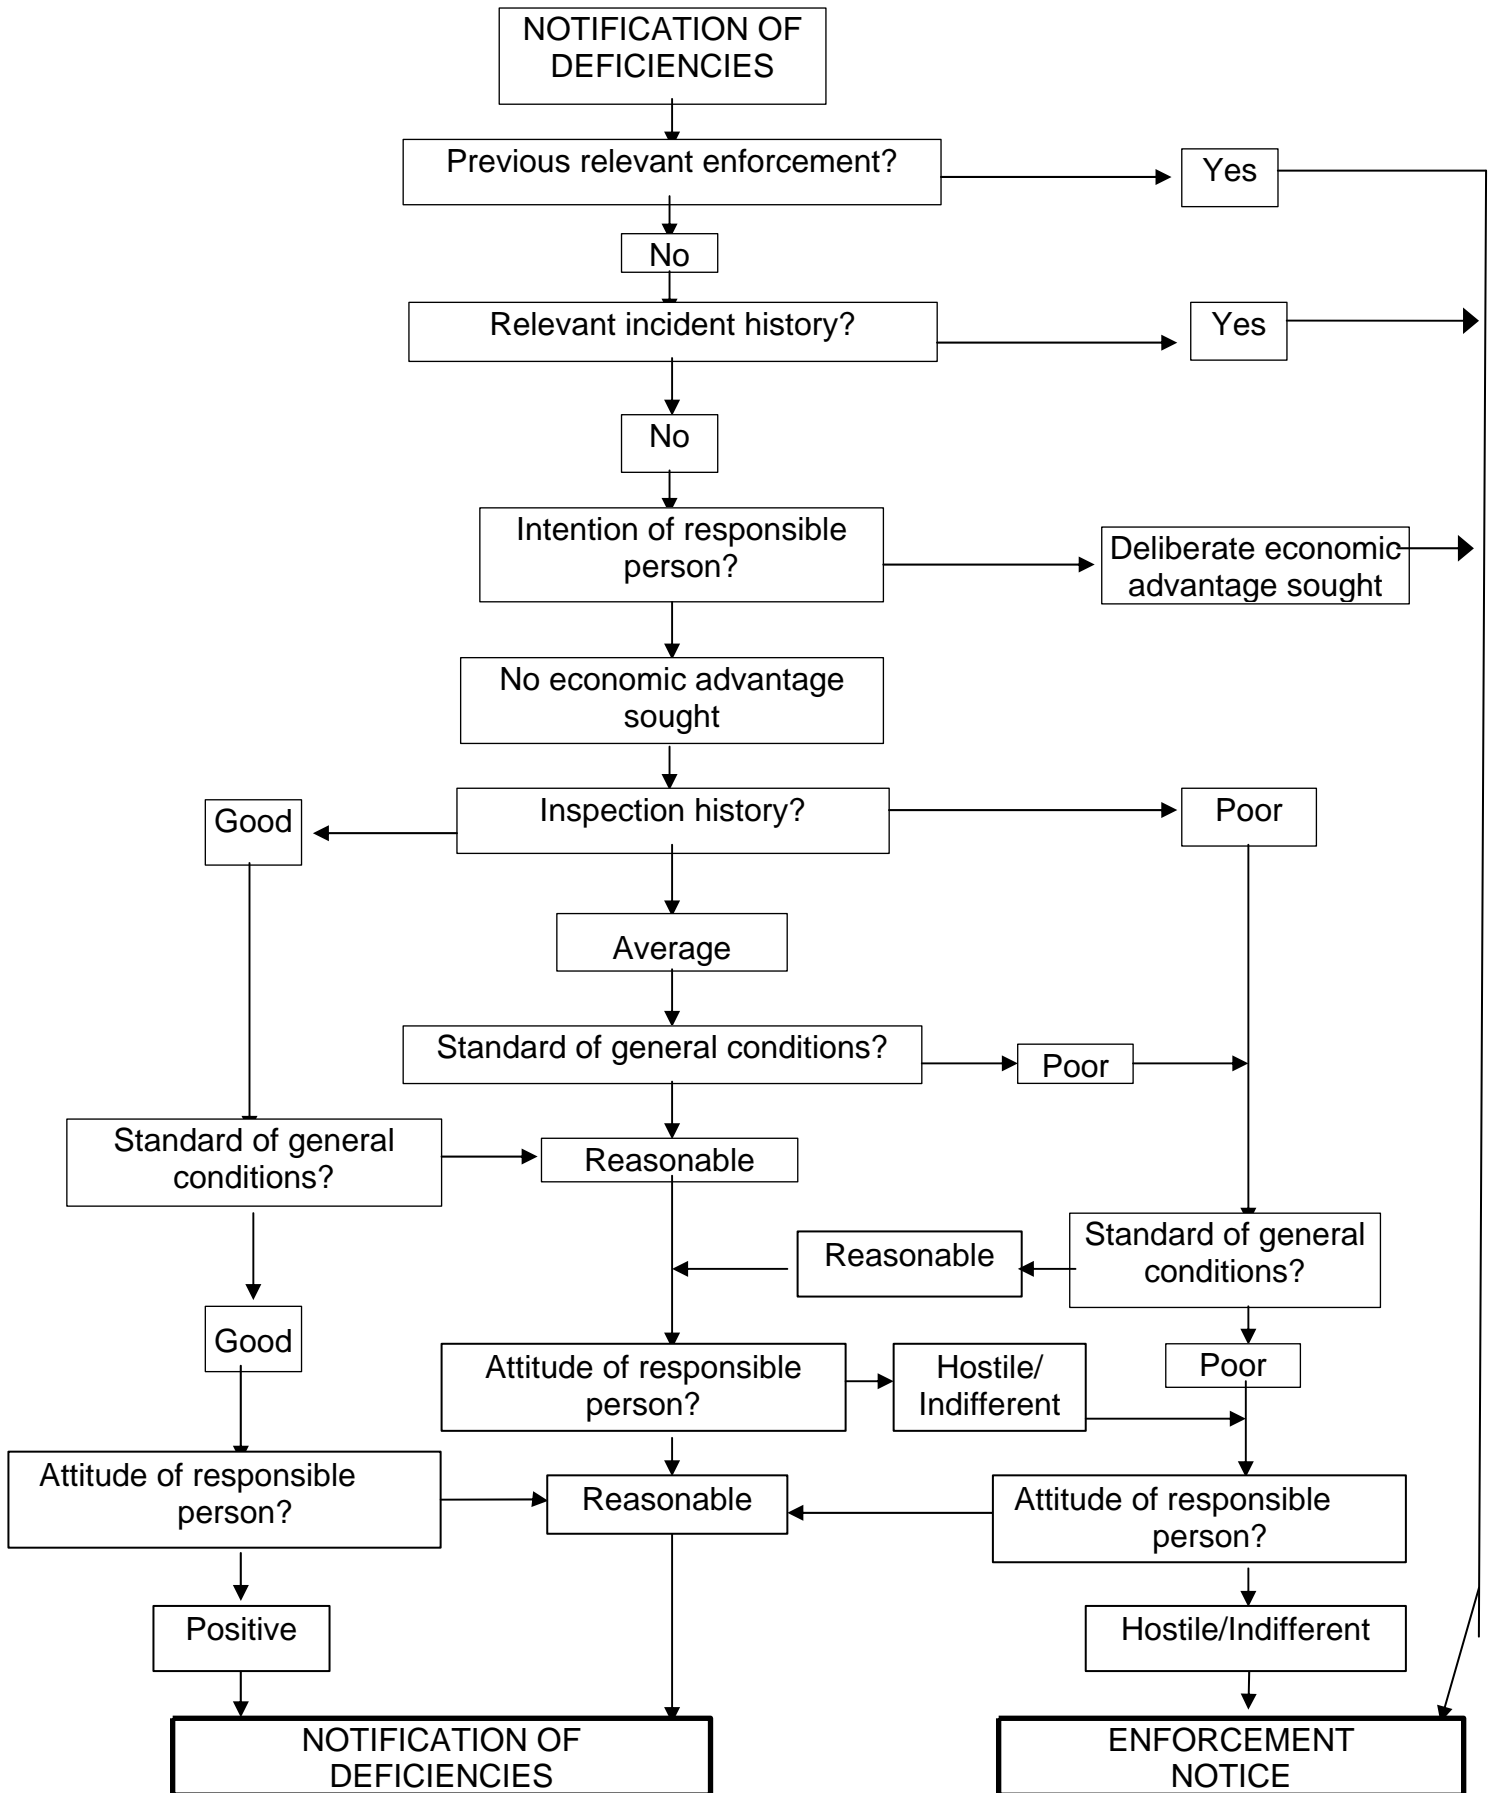 NOTIFICATION OF
DEFICIENCIES
Previous relevant enforcement?
Yes
No
Relevant incident history?
Yes
No
Intention of responsible
person?
Deliberate economic
advantage sought
No economic advantage
sought
Good
Inspection history?
Poor
Average
Standard of general conditions?
Poor
Standard of general
conditions?
Reasonable
Reasonable
Standard of general
conditions?
Good
Attitude of responsible
person?
Hostile/
Indifferent
Poor
Attitude of responsible
person?
Reasonable
Attitude of responsible
person?
Positive
Hostile/Indifferent
NOTIFICATION OF
DEFICIENCIES
ENFORCEMENT
NOTICE